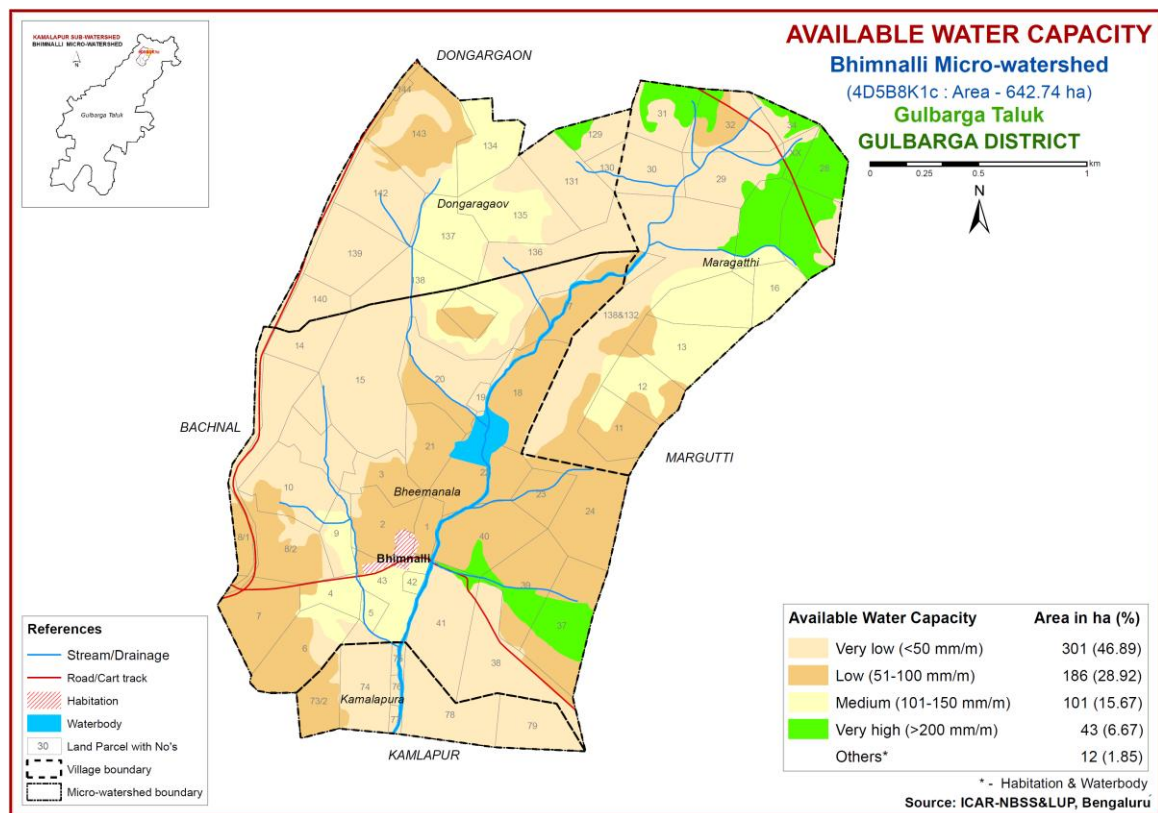 KAMALAPUR SUB-WATERSHED
BHIMNALLI MICRO-WATERSHED
N
Gulbarga Taluk
AVAILABLE WATER CAPACITY
Bhimnalli Micro-watershed
(4D5B8K1c : Area - 642.74 ha)
Gulbarga Taluk
GULBARGA DISTRICT
0 0.25 0.5 1 km
N
DONGARGAON
144
143
134
129
31
32
34
130
30
29
28
131
142
Dongaragaov
135
137
136
139
138
Maragatthi
16
140
138&132
14
13
15
20
19
18
12
BACHNAL
11
21
MARGUTTI
3
22
10
Bheemanala
23
24
2
1
8/1
8/2
9
40
Bhimnalli
43
42
39
4
5
41
37
7
6
38
74
75
76
Kamalapura
73/2
77
78
79
KAMLAPUR
References
Stream/Drainage
Road/Cart track
Habitation
Waterbody
30 Land Parcel with No's
Village boundary
Micro-watershed boundary
Available Water Capacity Area in ha (%)
Very low (<50 mm/m) 301 (46.89)
Low (51-100 mm/m) 186 (28.92)
Medium (101-150 mm/m) 101 (15.67)
Very high (>200 mm/m) 43 (6.67)
Others* 12 (1.85)
* - Habitation & Waterbody
Source: ICAR-NBSS&LUP, Bengaluru